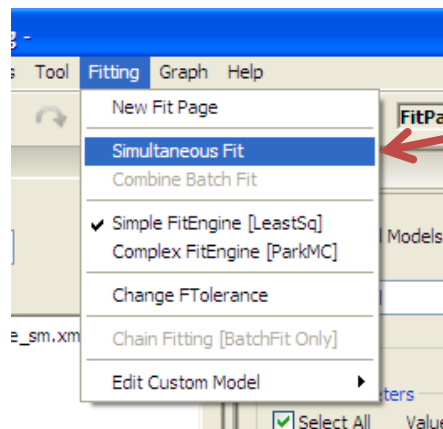 g -
s Tool Fitting Graph Help
New Fit Page
FitPa
Simultaneous Fit
Combine Batch Fit
Simple FitEngine [LeastSq]
Models
Complex FitEngine [ParkMC]
Change FTolerance
e_sm.xm
Chain Fitting [BatchFit Only]
Edit Custom Model
ters
Select All Value